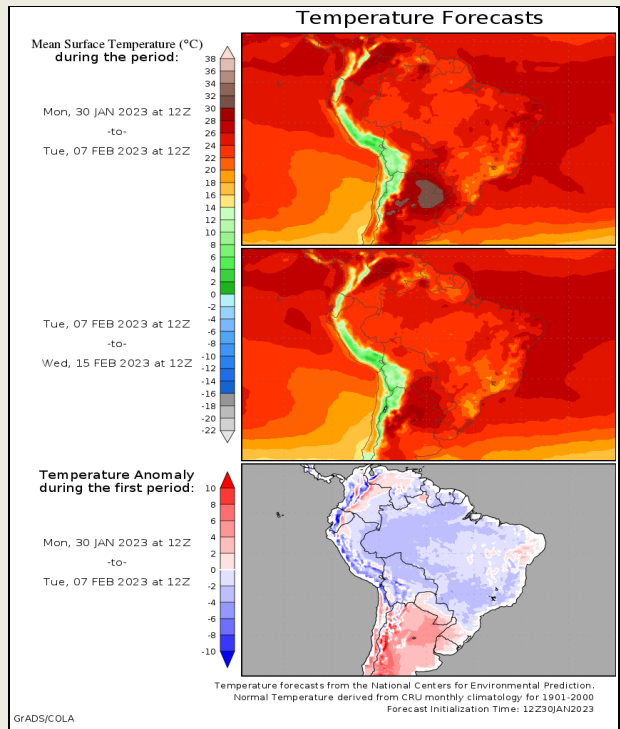 Temperature Forecasts
Mean Surface Temperature (°C)
during the period:
Mon, 30 JAN 2023 at 12Z
-to-
Tue, 07 FEB 2023 at 12Z
38
36
34
32
30
28
26
24
22
20
18
16
14
12
10
8
6
4
2
0
-2
-4
-6
-8
-10
-12
-14
-16
-18
-20
-22
Tue, 07 FEB 2023 at 12Z
-to-
Wed, 15 FEB 2023 at 12Z
Temperature Anomaly
during the first period:
Mon, 30 JAN 2023 at 12Z
-to-
Tue, 07 FEB 2023 at 12Z
10
8
6
4
2
0
-2
-4
-6
-8
-10
Temperature forecasts from the National Centers for Environmental Prediction.
Normal Temperature derived from CRU monthly climatology for 1901-2000
Forecast Initialization Time: 12Z30JAN2023
GrADS/COLA